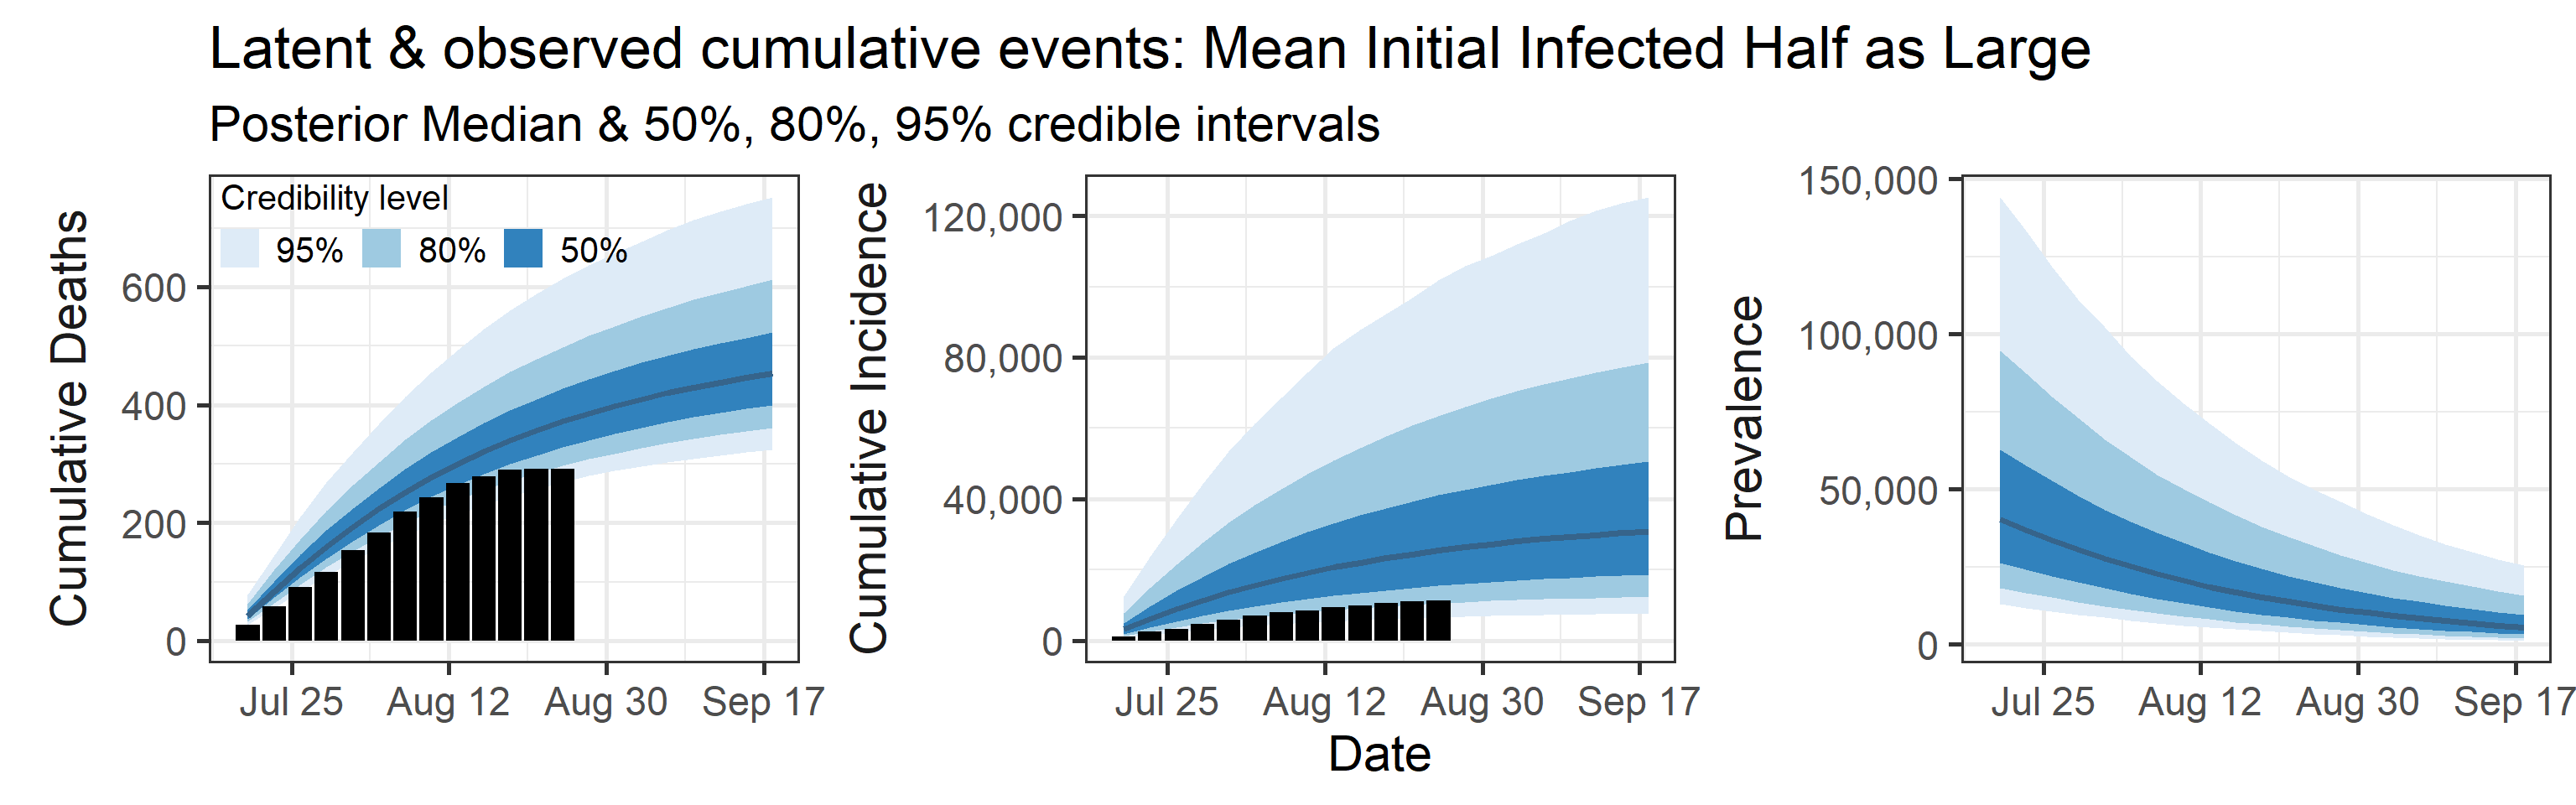 Latent & observed cumulative events: Mean Initial Infected Half as Large
Posterior Median & 50%, 80%, 95% credible intervals
Cumulative Deaths
Credibility level
95% 80% 50%
600
400
200
0
Jul 25 Aug 12 Aug 30 Sep 17
Cumulative Incidence
120,000
80,000
40,000
0
Jul 25 Aug 12 Aug 30 Sep 17
Date
Prevalence
150,000
100,000
50,000
0
Jul 25 Aug 12 Aug 30 Sep 17